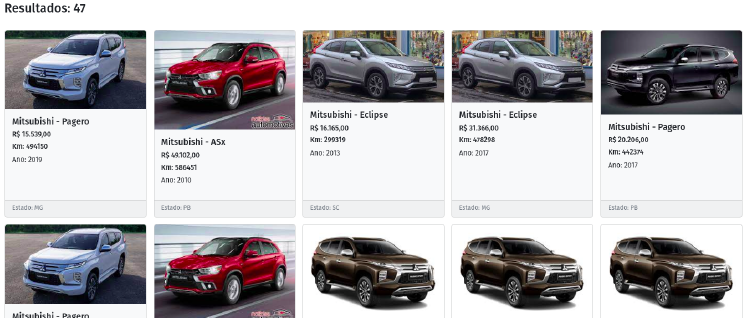 Resultados: 47
Mitsubishi - Pagero
R$ 15.539,00
Km: 494150
Ano: 2019
Estado: MG
Mitsubishi - ASx
R$ 49.102,00
Km: 586451
Ano: 2010
Estado: PB
Mitsubishi - Eclipse
R$ 16.165,00
Km: 299319
Ano: 2013
Estado: SC
Mitsubishi - Eclipse
R$ 31.366,00
Km: 478298
Ano: 2017
Estado: MG
Mitsubishi - Pagero
R$ 20.206,00
Km: 442374
Ano: 2017
Estado: PB
Mitsubishi - Pagero